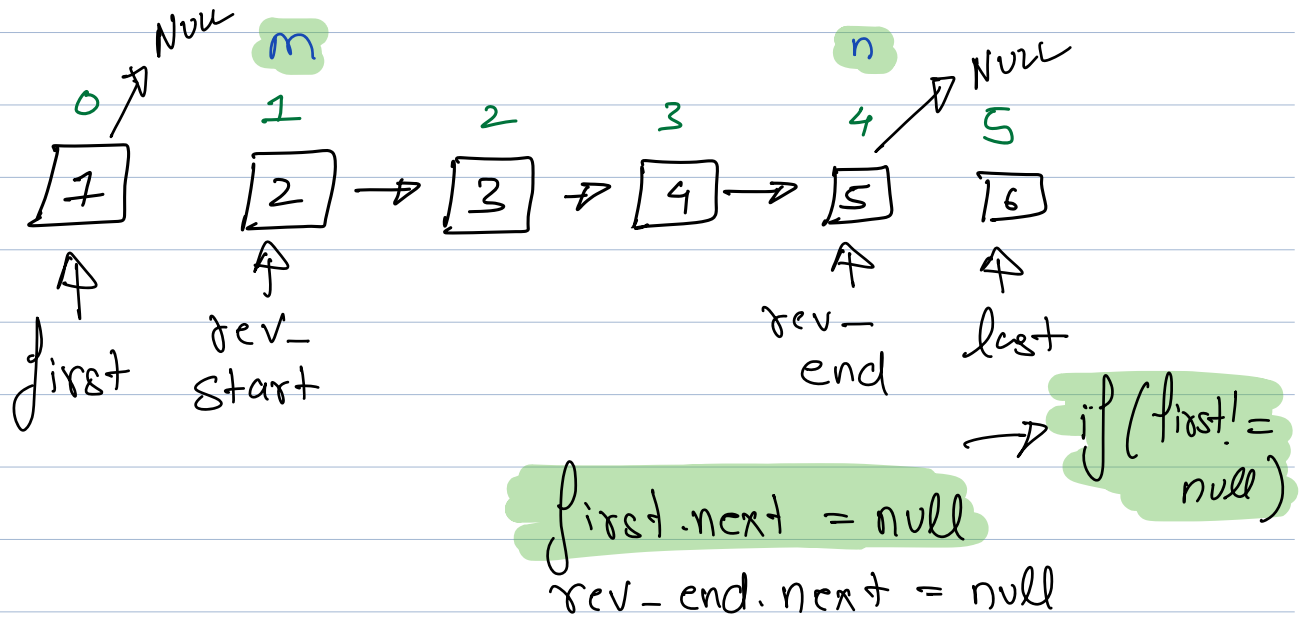 NULL m n NULL
0 1 2 3 4 5
1 2 3 4 5 6
first rev_ start rev_ end last
if (first !=
null)
first.next = null
rev_end.next = null